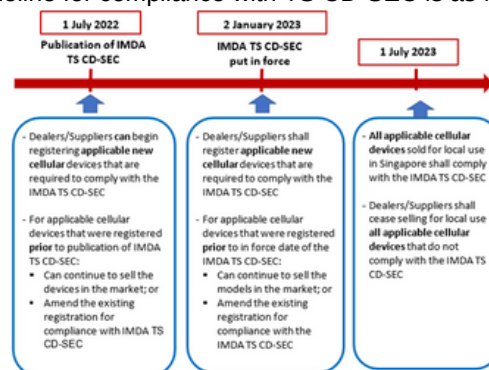 eline for compliance with TS CD-SEC is as
1 July 2022
Publication of IMDA
TS CD-SEC
2 January 2023
IMDA TS CD-SEC
put in force
1 July 2023
- Dealers/Suppliers can begin
registering applicable new
cellular devices that are
required to comply with the
IMDA TS CD-SEC
- For applicable cellular
devices that were registered
prior to publication of IMDA
TS CD-SEC:
▪ Can continue to sell the
devices in the market; or
▪ Amend the existing
registration for
compliance with IMDA TS
CD-SEC
- Dealers/Suppliers shall
register applicable new
cellular devices that are
required to comply with the
IMDA TS CD-SEC
- For applicable cellular
devices that were registered
prior to in force date of the
IMDA TS CD-SEC:
▪ Can continue to sell the
models in the market; or
▪ Amend the existing
registration for
compliance with the
IMDA TS CD-SEC
- All applicable cellular
devices sold for local use
in Singapore shall comply
with the IMDA TS CD-SEC
- Dealers/Suppliers shall
cease selling for local use
all applicable cellular
devices that do not
comply with the IMDA TS
CD-SEC